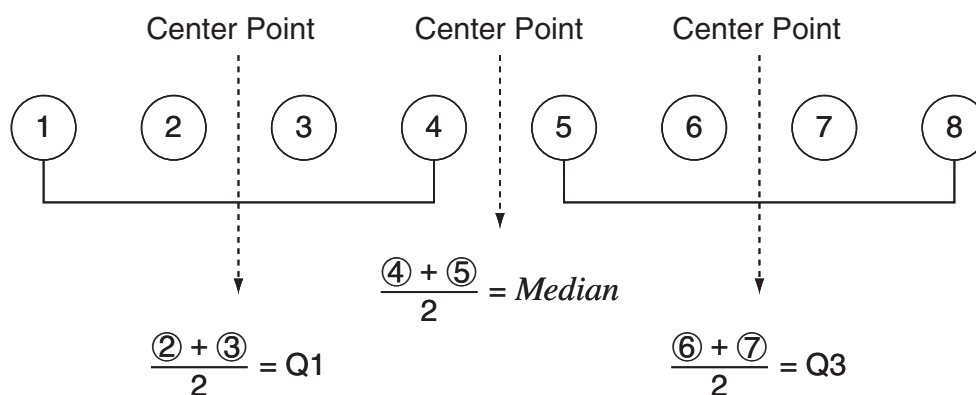 Center Point Center Point Center Point
1 2 3 4 5 6 7 8
④ + ⑤
2
= Median
② + ③
2
= Q1
⑥ + ⑦
2
= Q3